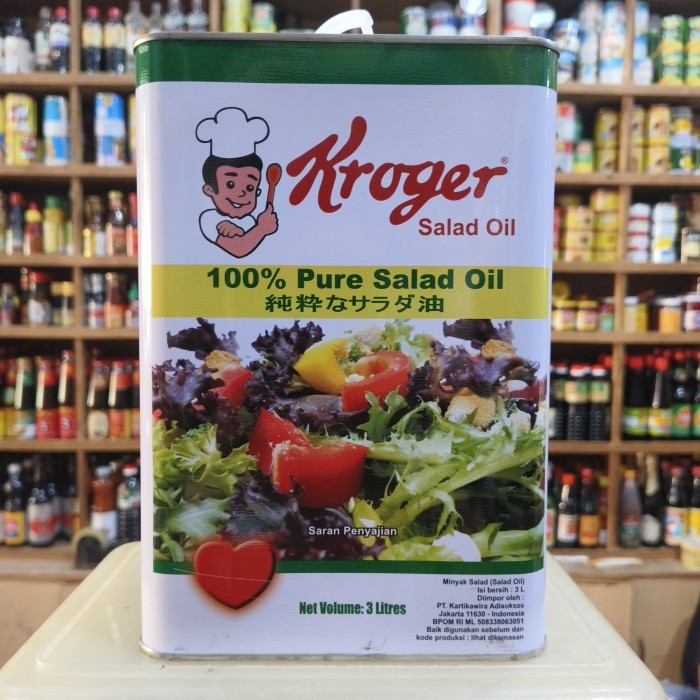 Kroger®
Salad Oil
100% Pure Salad Oil
純粋なサラダ油
Saran Penyajian
Net Volume: 3 Litres
Minyak Salad (Salad Oil)
Isi bersih : 3 L
Diimpor oleh :
PT. Kartikawira Adisukses
Jakarta 11630 - Indonesia
BPOM RI ML 508338063051
Baik digunakan sebelum dan
kode produksi : lihat dikamasan